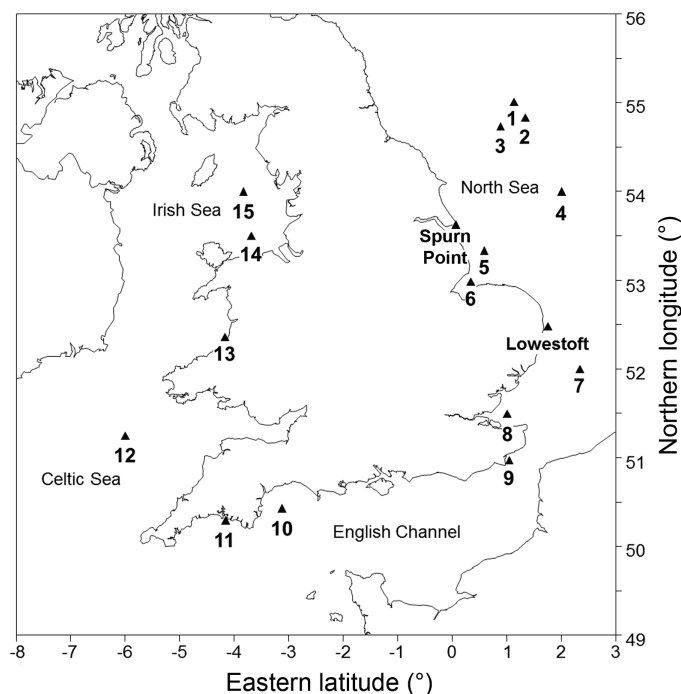 56
55
1
2
3
North Sea
54
4
Irish Sea
15
Spurn
Point
14
5
53
6
Lowestoft
13
52
7
8
12
51
9
Celtic Sea
10
11
English Channel
50
49
Northern longitude (°)
-8 -7 -6 -5 -4 -3 -2 -1 0 1 2 3
Eastern latitude (°)